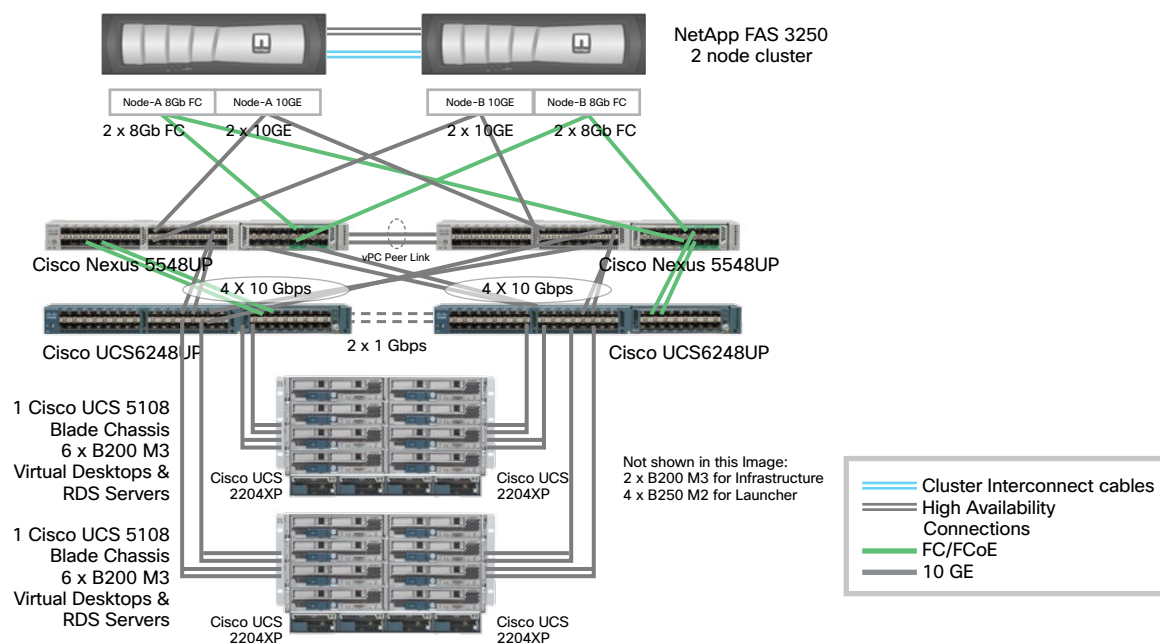 NetApp FAS 3250
2 node cluster
Node-A 8Gb FC
Node-A 10GE
Node-B 10GE
Node-B 8Gb FC
2 x 8Gb FC
2 x 10GE
2 x 10GE
2 x 8Gb FC
vPC Peer Link
Cisco Nexus 5548UP
Cisco Nexus 5548UP
4 X 10 Gbps
4 X 10 Gbps
Cisco UCS6248UP
2 x 1 Gbps
Cisco UCS6248UP
1 Cisco UCS 5108
Blade Chassis
6 x B200 M3
Virtual Desktops &
RDS Servers
Cisco UCS
2204XP
Cisco UCS
2204XP
Not shown in this Image:
2 x B200 M3 for Infrastructure
4 x B250 M2 for Launcher
1 Cisco UCS 5108
Blade Chassis
6 x B200 M3
Virtual Desktops &
RDS Servers
Cisco UCS
2204XP
Cisco UCS
2204XP
Cluster Interconnect cables
High Availability
Connections
FC/FCoE
10 GE